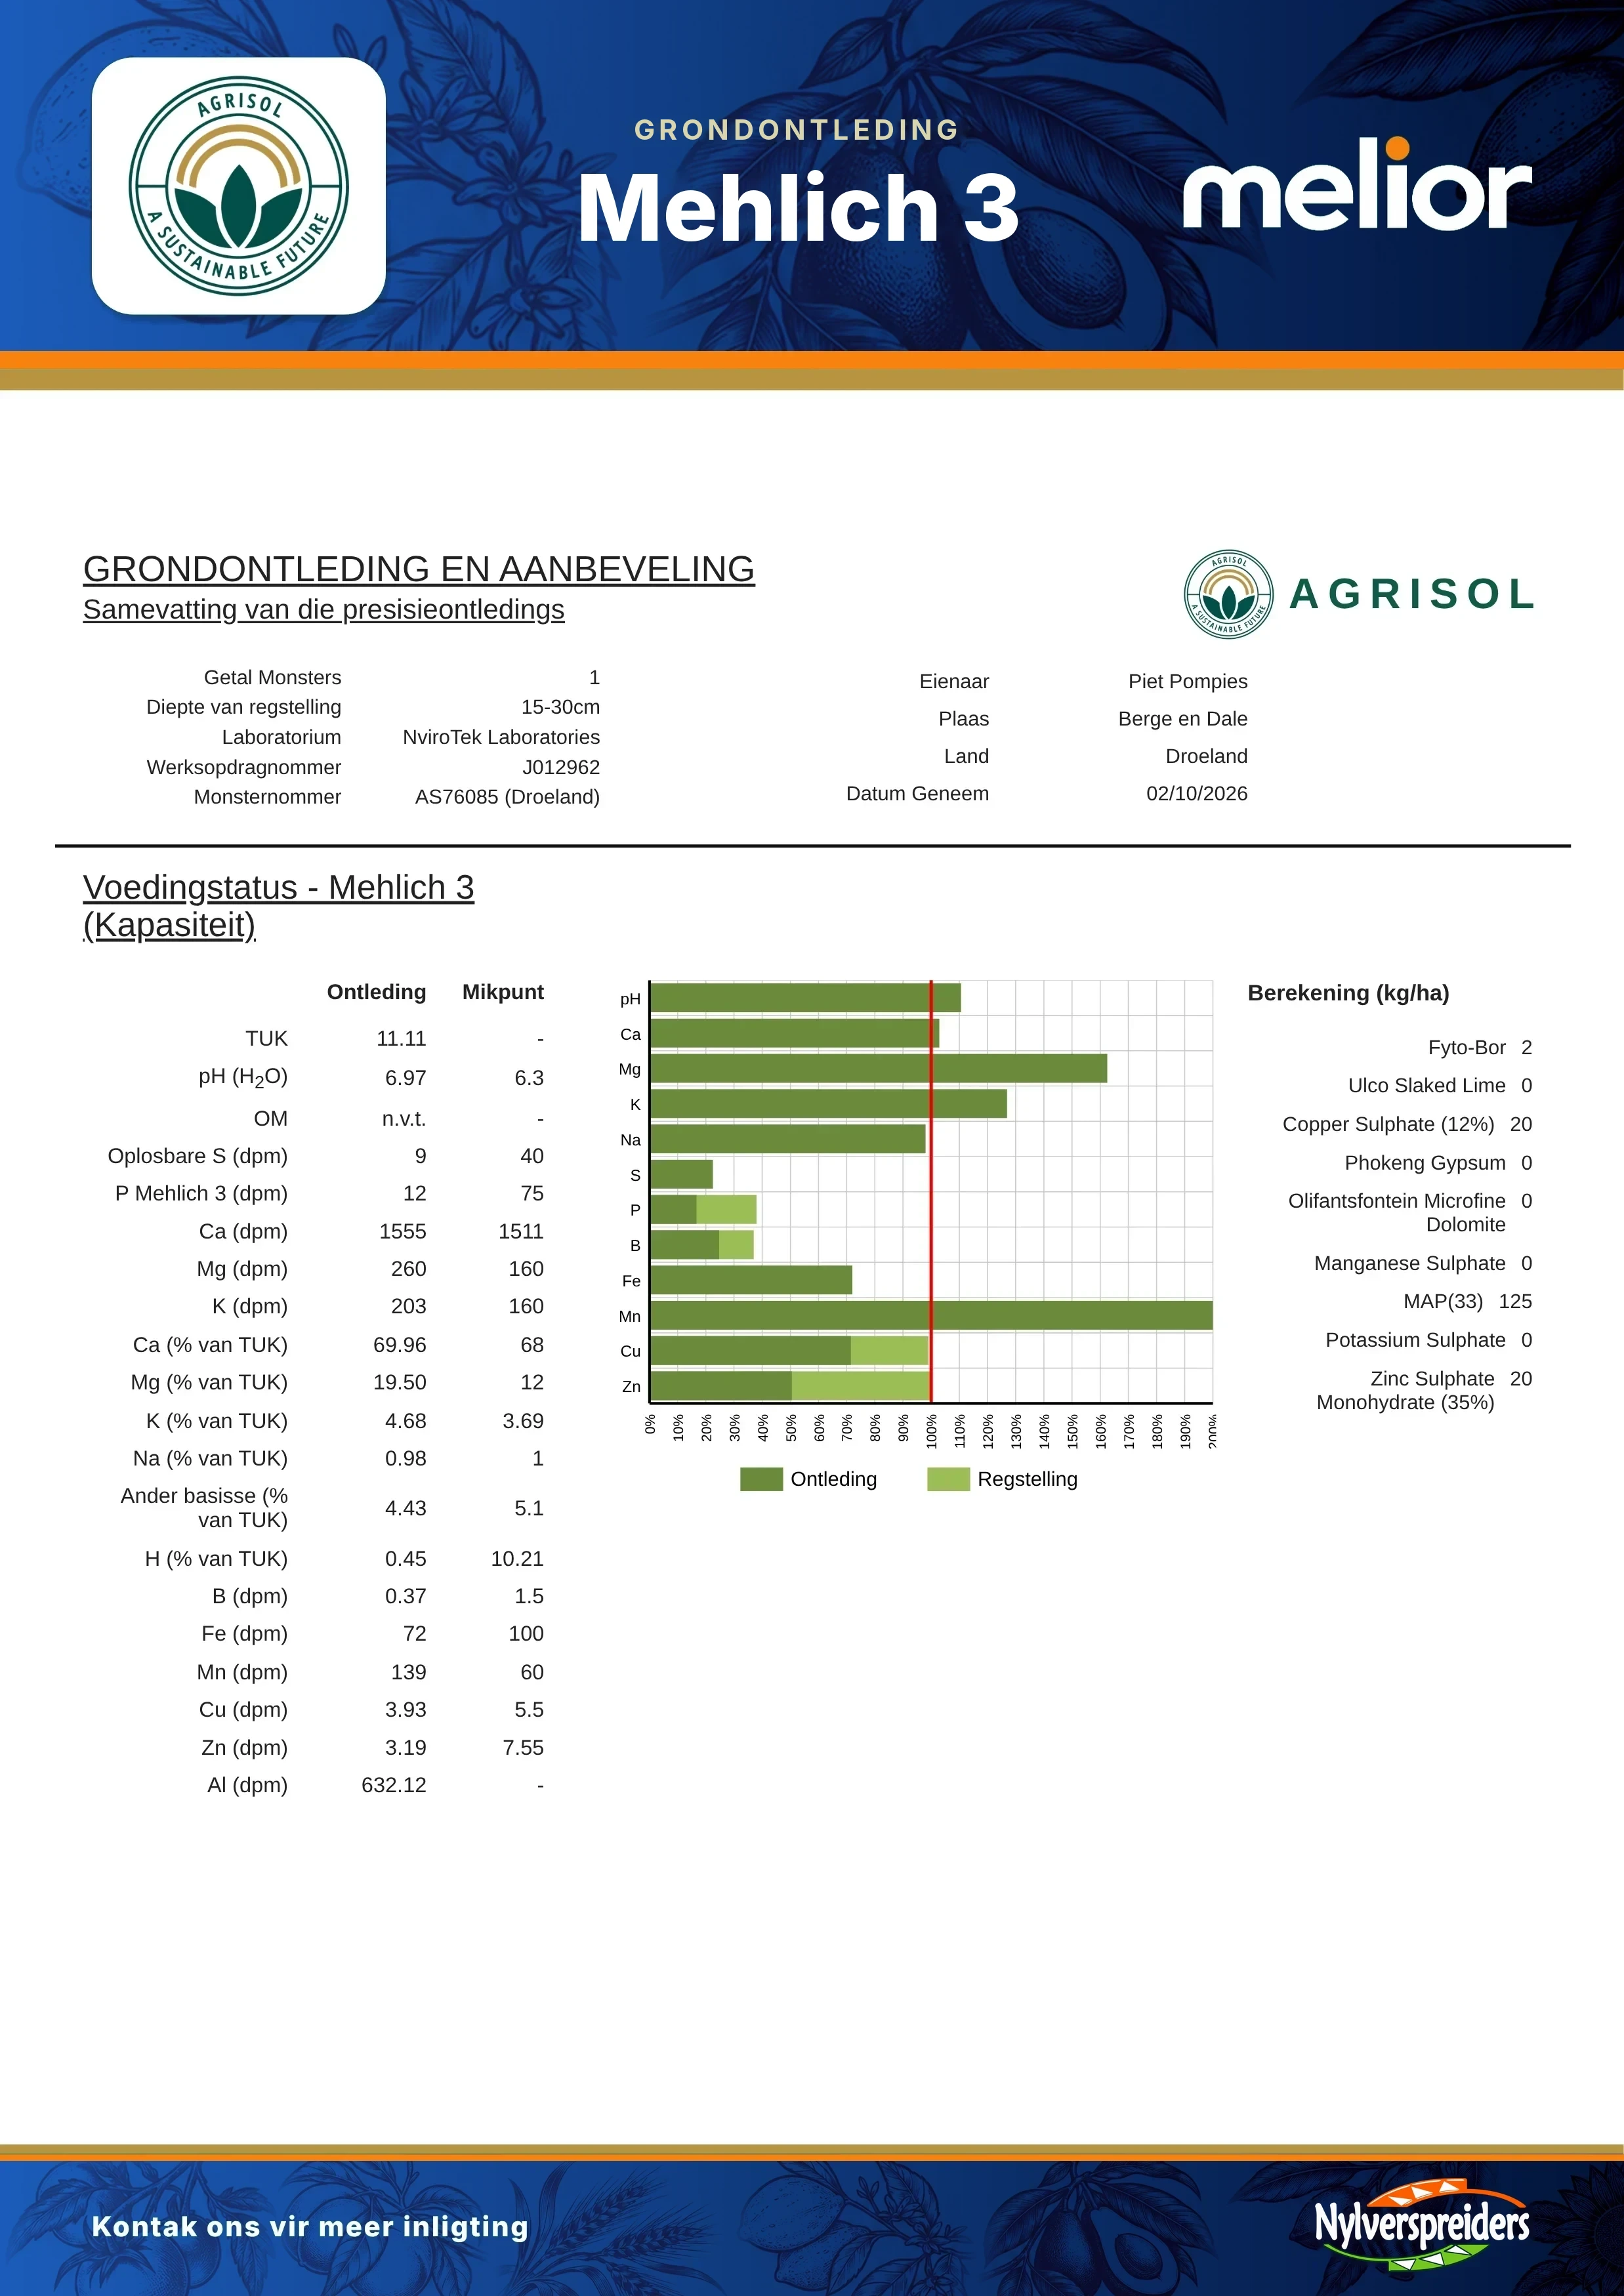 AGRISOL
A SUSTAINABLE FUTURE
GRONDONTLEDING
Mehlich 3
melior
GRONDONTLEDING EN AANBEVELING
Samevatting van die presisieontledings
AGRISOL
A SUSTAINABLE FUTURE
AGRISOL
Getal Monsters 1
Diepte van regstelling 15-30cm
Laboratorium NviroTek Laboratories
Werksopdragnommer J012962
Monsternommer AS76085 (Droeland)
Eienaar Piet Pompies
Plaas Berge en Dale
Land Droeland
Datum Geneem 02/10/2026
Voedingstatus - Mehlich 3
(Kapasiteit)
Ontleding Mikpunt
TUK 11.11 -
pH (H2O) 6.97 6.3
OM n.v.t. -
Oplosbare S (dpm) 9 40
P Mehlich 3 (dpm) 12 75
Ca (dpm) 1555 1511
Mg (dpm) 260 160
K (dpm) 203 160
Ca (% van TUK) 69.96 68
Mg (% van TUK) 19.50 12
K (% van TUK) 4.68 3.69
Na (% van TUK) 0.98 1
Ander basisse (%
van TUK) 4.43 5.1
H (% van TUK) 0.45 10.21
B (dpm) 0.37 1.5
Fe (dpm) 72 100
Mn (dpm) 139 60
Cu (dpm) 3.93 5.5
Zn (dpm) 3.19 7.55
Al (dpm) 632.12 -
pH
Ca
Mg
K
Na
S
P
B
Fe
Mn
Cu
Zn
0% 10% 20% 30% 40% 50% 60% 70% 80% 90% 100% 110% 120% 130% 140% 150% 160% 170% 180% 190% 200%
Ontleding Regstelling
Berekening (kg/ha)
Fyto-Bor 2
Ulco Slaked Lime 0
Copper Sulphate (12%) 20
Phokeng Gypsum 0
Olifantsfontein Microfine 0
Dolomite
Manganese Sulphate 0
MAP(33) 125
Potassium Sulphate 0
Zinc Sulphate 20
Monohydrate (35%)
Kontak ons vir meer inligting
Nylverspreiders